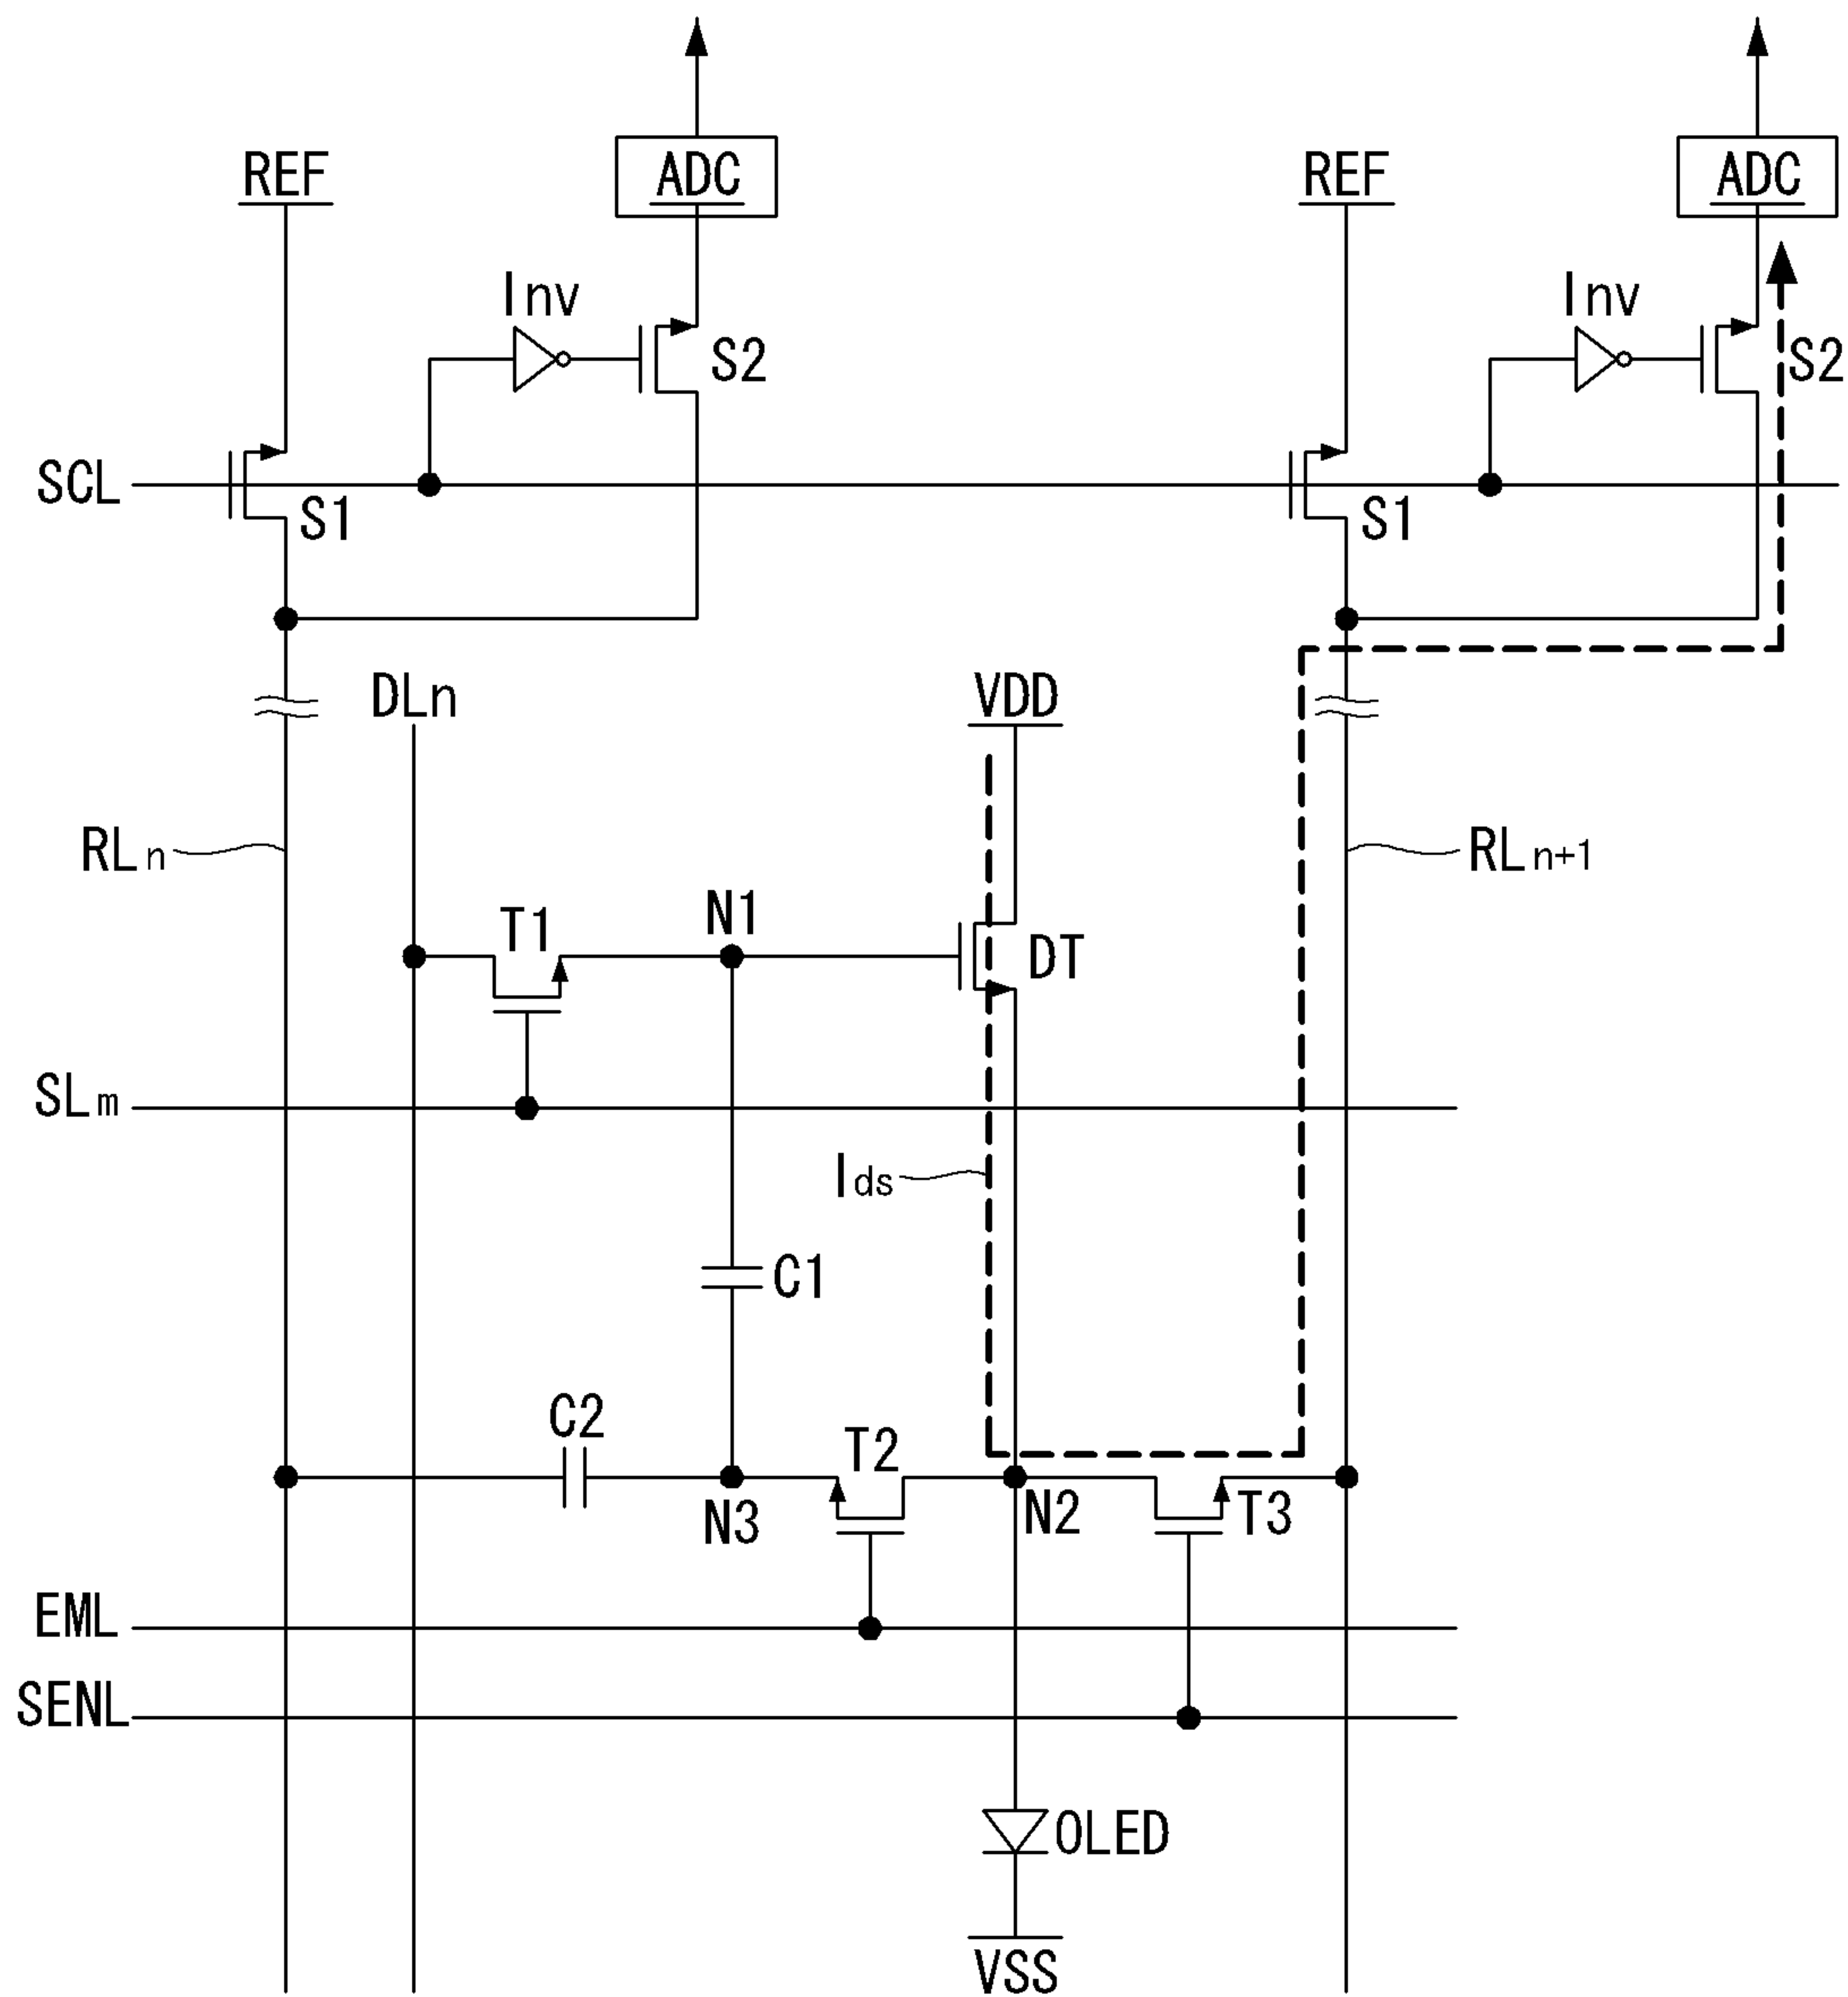 REF
ADC
REF
ADC
Inv
Inv
S2
S2
SCL
S1
S1
DLn
VDD
RLn
RLn+1
T1
N1
DT
SLm
Ids
C1
C2
T2
N3
N2
T3
EML
SENL
OLED
VSS